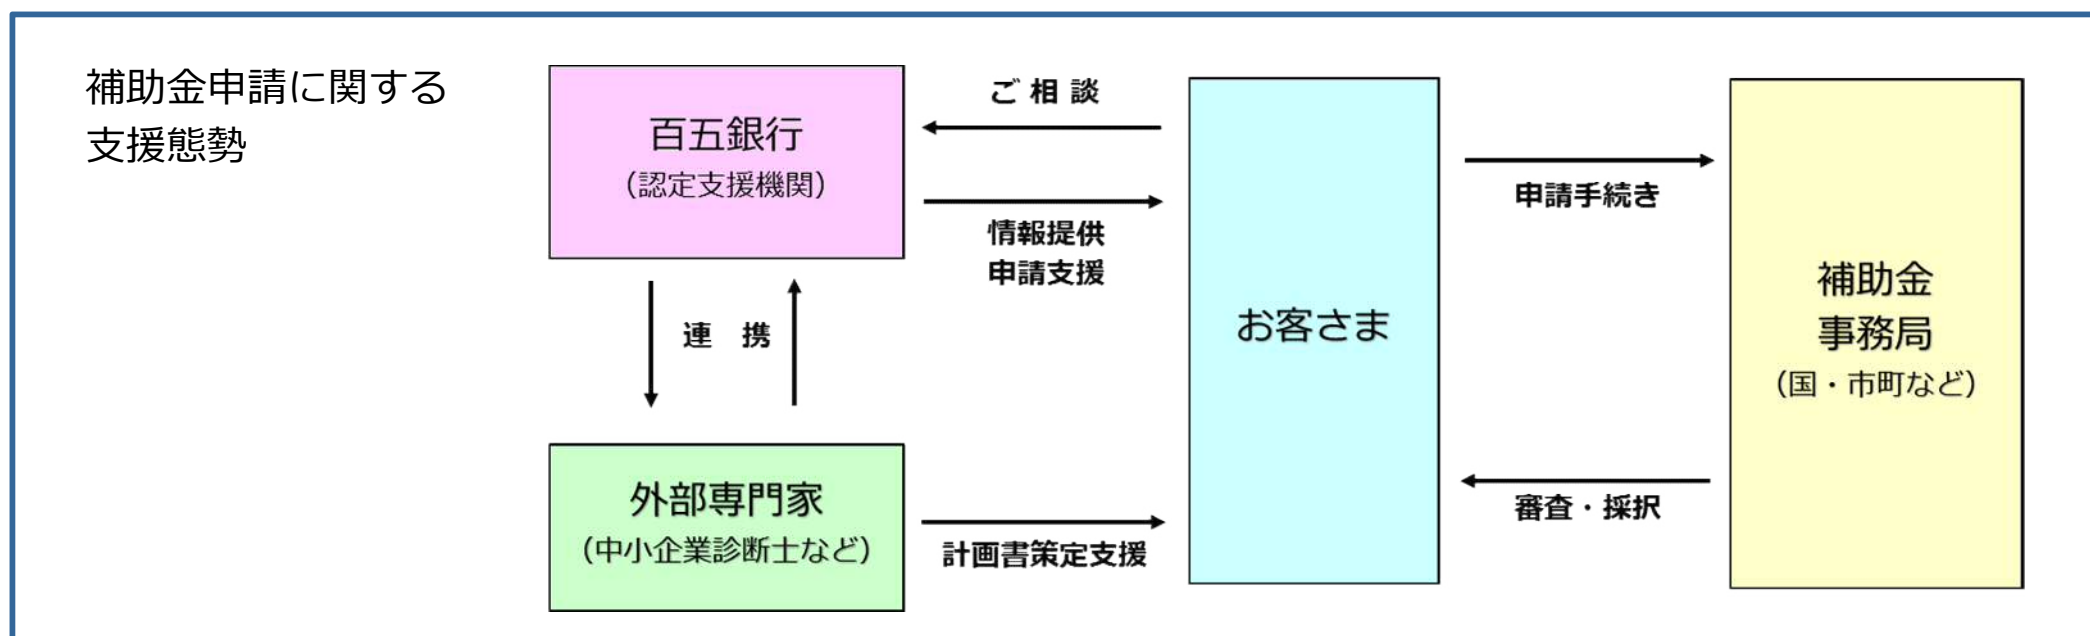 補助金申請に関する
支援態勢
百五銀行
（認定支援機関）
ご 相 談
情報提供
申請支援
連　携
外部専門家
（中小企業診断士など）
計画書策定支援
お客さま
申請手続き
審査・採択
補助金
事務局
（国・市町など）